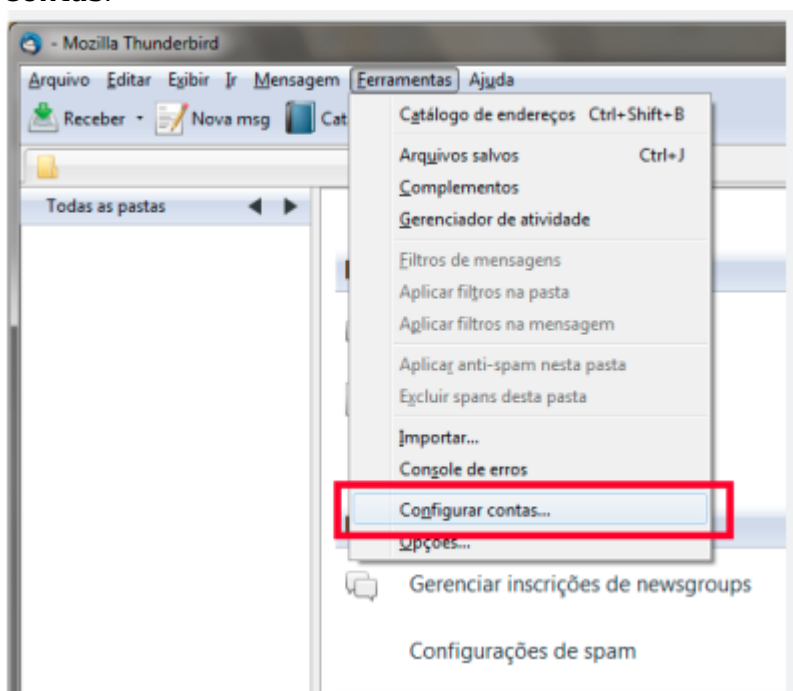 contas.
- Mozilla Thunderbird
Arquivo Editar Exibir Ir Mensagem Ferramentas Ajuda
Receber Nova msg Cat
Catálogo de endereços Ctrl+Shift+B
Arquivos salvos Ctrl+J
Complementos
Gerenciador de atividade
Todas as pastas
Filtros de mensagens
Aplicar filtros na pasta
Aplicar filtros na mensagem
Aplicar anti-spam nesta pasta
Excluir spans desta pasta
Importar...
Console de erros
Configurar contas...
Opções...
Gerenciar inscrições de newsgroups
Configurações de spam